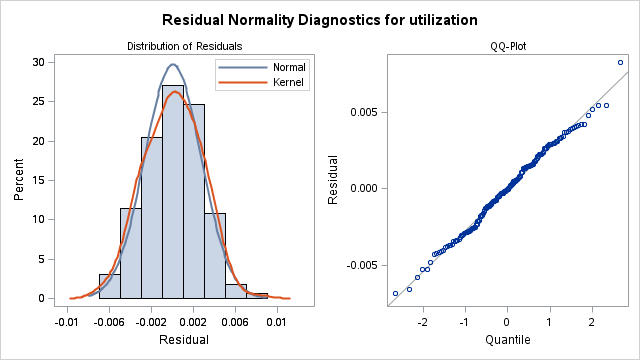 Residual Normality Diagnostics for utilization
Distribution of Residuals
30
25
20
15
10
5
0
Percent
Normal
Kernel
-0.01 -0.006 -0.002 0.002 0.006 0.01
Residual
QQ-Plot
0.005
0.000
-0.005
Residual
-2 -1 0 1 2
Quantile